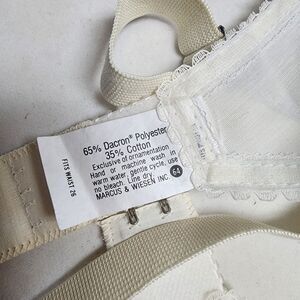 65% Dacron® Polyester
35% Cotton
Exclusive of ornamentation
Hand or machine wash in
warm water, gentle cycle, use
no bleach. Line dry.
MARCUS & WIESEN INC
64
FITS WAIST 26